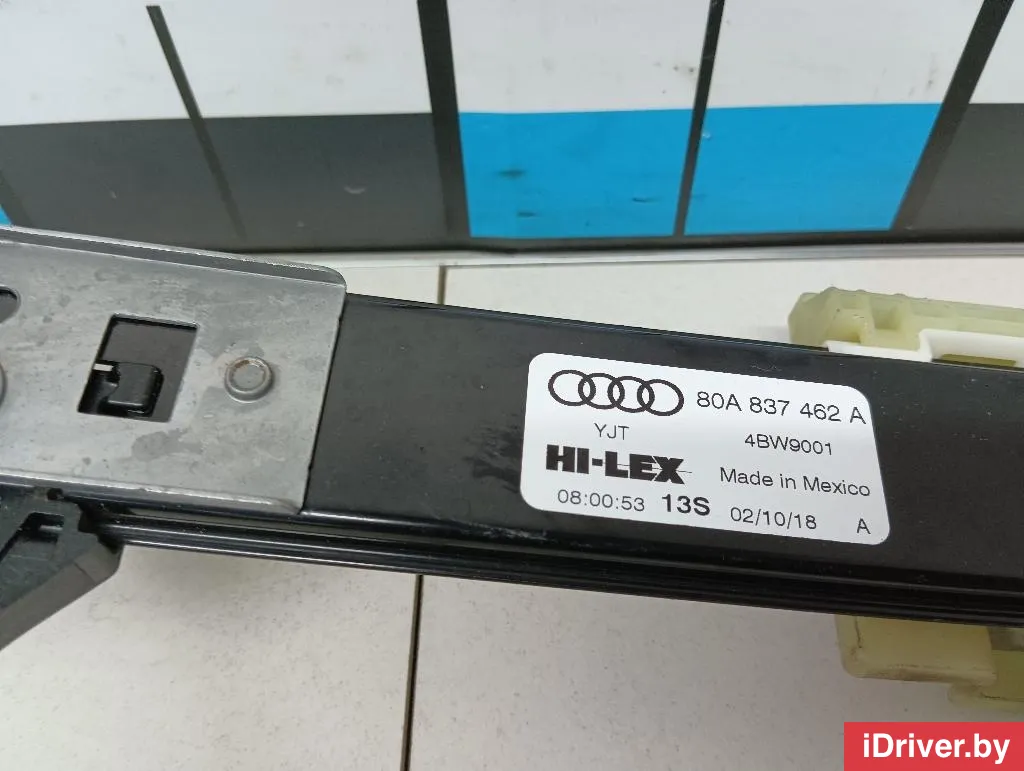 80A 837 462 A
YJT 4BW9001
HI-LEX Made in Mexico
08:00:53 13S 02/10/18 A
iDriver.by